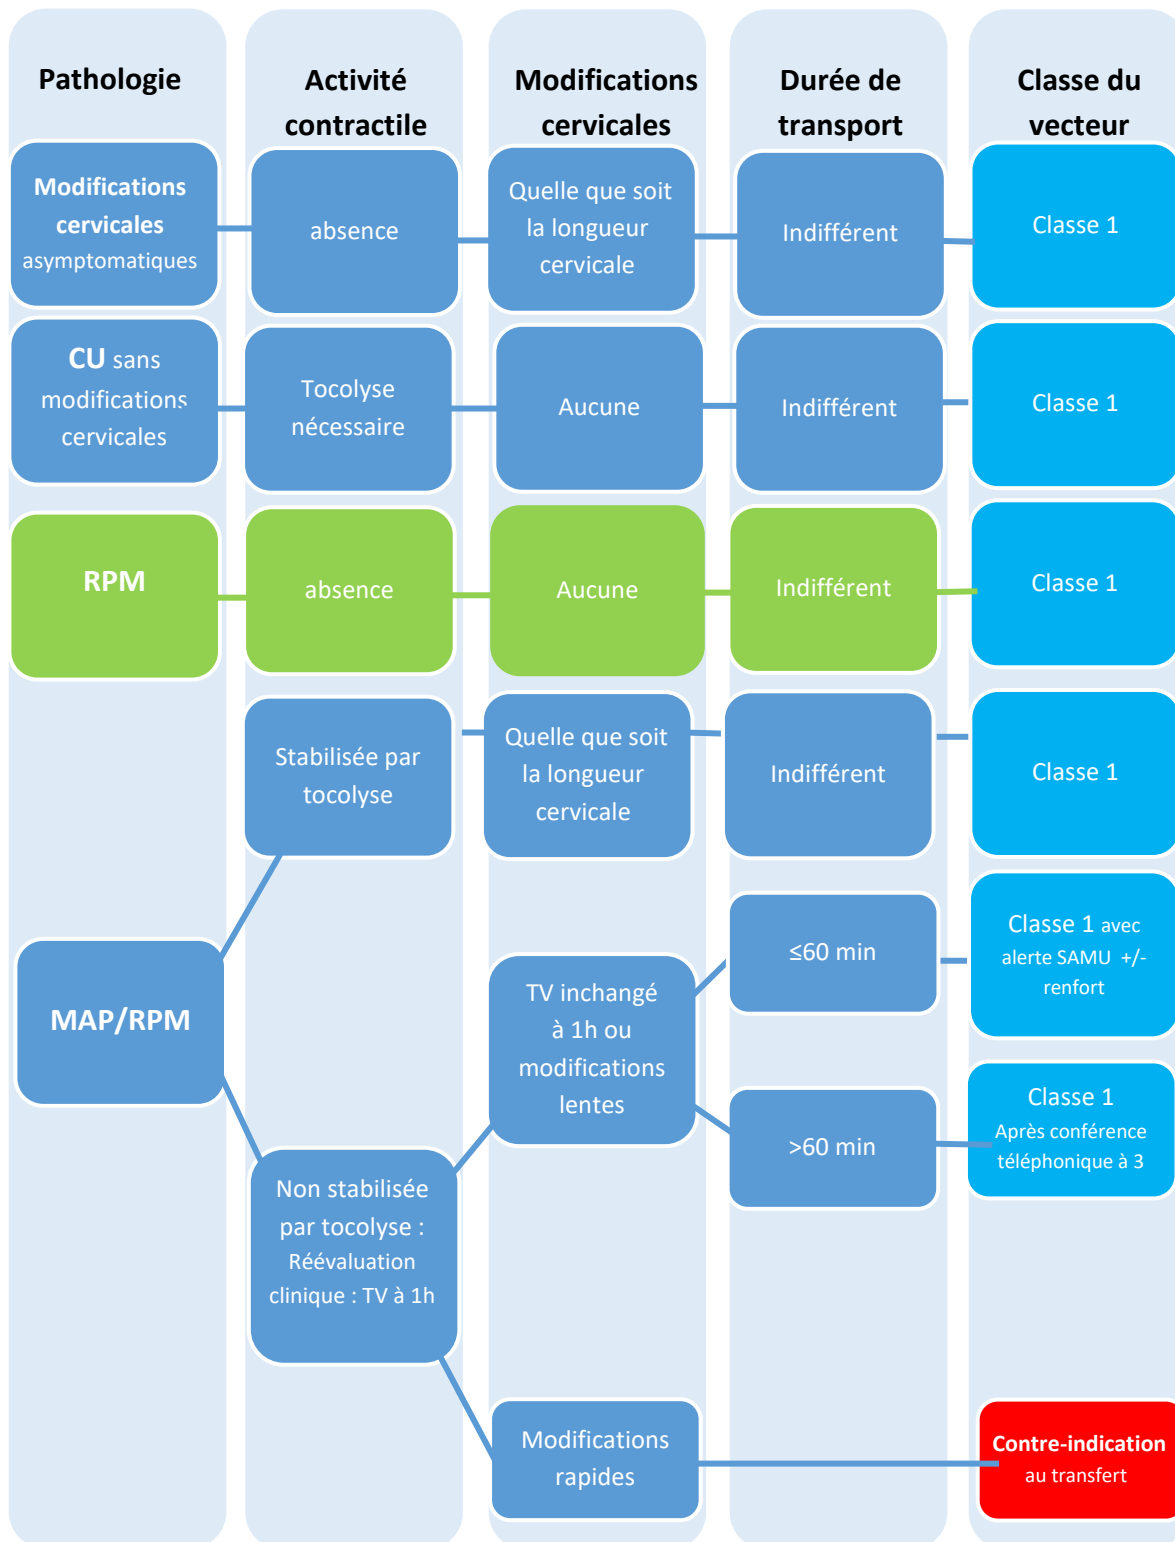 Pathologie
Activité
contractile
Modifications
cervicales
Durée de
transport
Classe du
vecteur
Modifications
cervicales
asymptomatiques
absence
Quelle que soit
la longueur
cervicale
Indifférent
Classe 1
CU sans
modifications
cervicales
Tocolyse
nécessaire
Aucune
Indifférent
Classe 1
RPM
absence
Aucune
Indifférent
Classe 1
Stabilisée par
tocolyse
Quelle que soit
la longueur
cervicale
Indifférent
Classe 1
MAP/RPM
TV inchangé
à 1h ou
modifications
lentes
≤60 min
Classe 1 avec
alerte SAMU +/-
renfort
>60 min
Classe 1
Après conférence
téléphonique à 3
Non stabilisée
par tocolyse :
Réévaluation
clinique : TV à 1h
Modifications
rapides
Contre-indication
au transfert